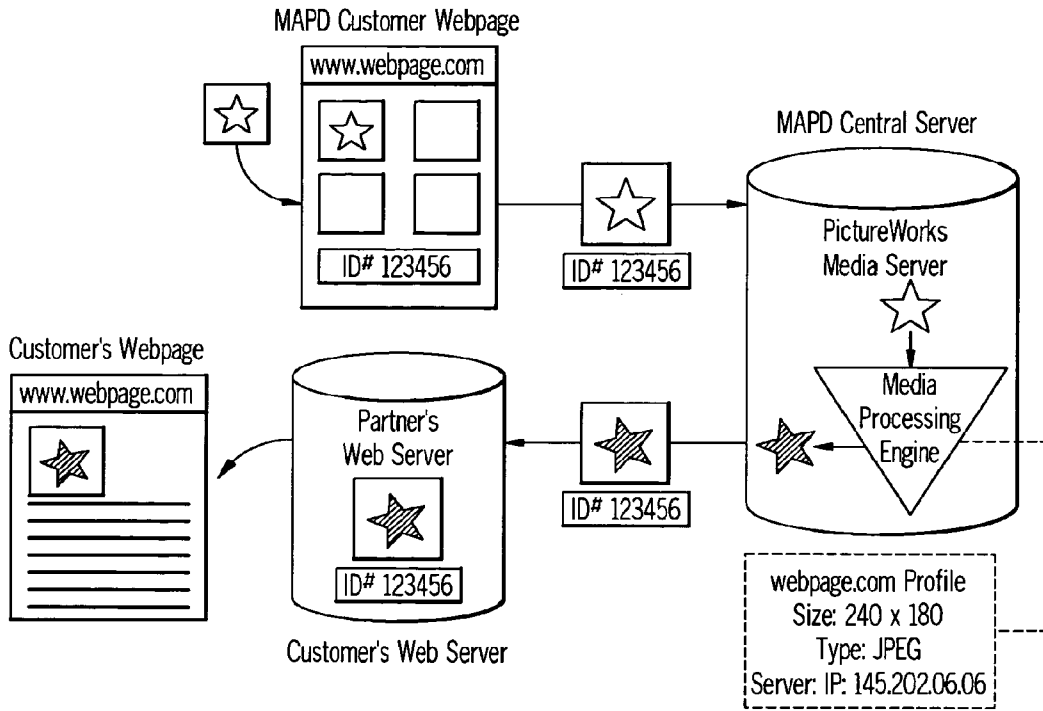 MAPD Customer Webpage
www.webpage.com
ID# 123456
ID# 123456
MAPD Central Server
PictureWorks
Media Server
Media
Processing
Engine
Customer's Webpage
www.webpage.com
Partner's
Web Server
ID# 123456
Customer's Web Server
ID# 123456
webpage.com Profile
Size: 240 x 180
Type: JPEG
Server: IP: 145.202.06.06